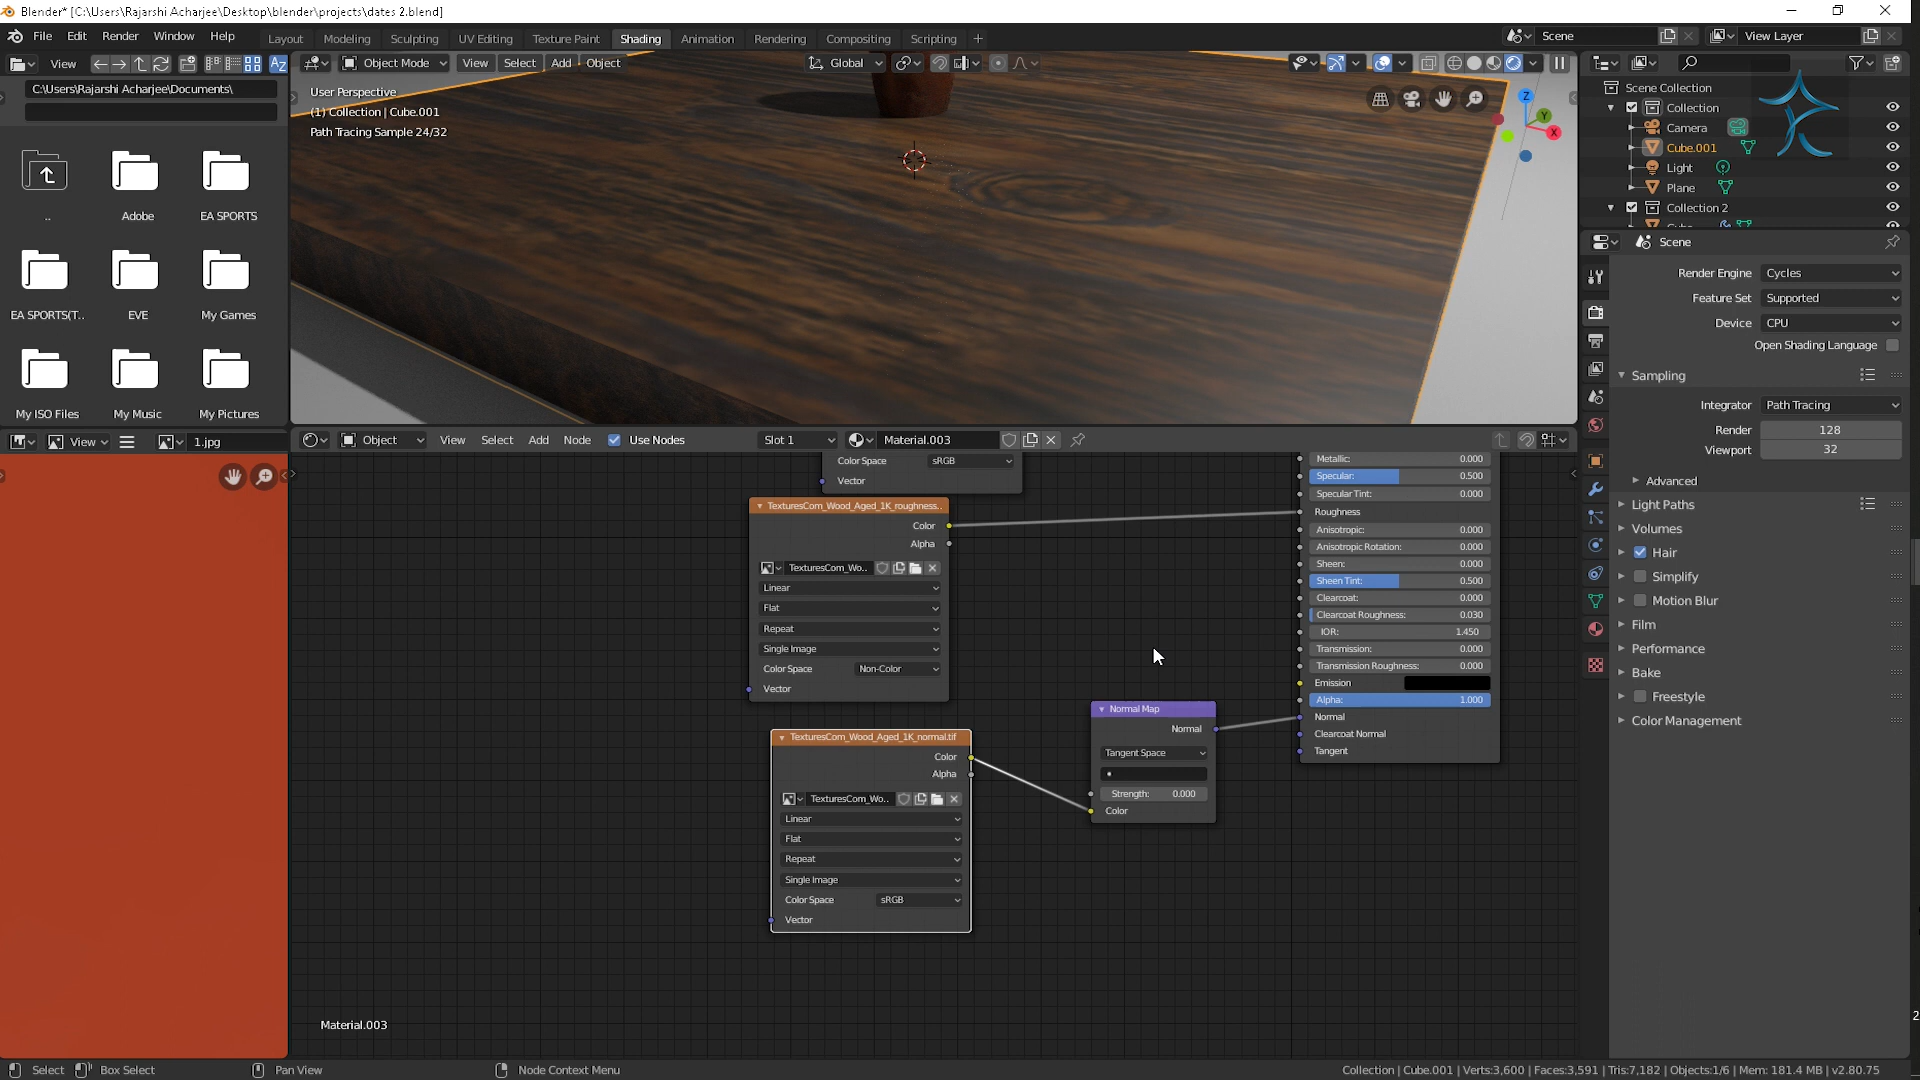 Blender* [C:\Users\Rajarshi Acharjee\Desktop\blender\projects\dates 2.blend]
File Edit Render Window Help Layout Modeling Sculpting UV Editing Texture Paint Shading Animation Rendering Compositing Scripting + Scene View Layer
View
C:\Users\Rajarshi Acharjee\Documents\
..
Adobe
EA SPORTS
EA SPORTS(T..
EVE
My Games
My ISO Files
My Music
My Pictures
Object Mode View Select Add Object Global
User Perspective
(1) Collection | Cube.001
Path Tracing Sample 24/32
Z
Y
X
Scene Collection
Collection
Camera
Cube.001
Light
Plane
Collection 2
Scene
Render Engine Cycles
Feature Set Supported
Device CPU
Open Shading Language
Sampling
Integrator Path Tracing
Render 128
Viewport 32
Advanced
Light Paths
Volumes
Hair
Simplify
Motion Blur
Film
Performance
Bake
Freestyle
Color Management
View 1.jpg
Object View Select Add Node Use Nodes Slot 1 Material.003
Color Space sRGB
Vector
TexturesCom_Wood_Aged_1K_roughness..
Color
Alpha
TexturesCom_Wo..
Linear
Flat
Repeat
Single Image
Color Space Non-Color
Vector
TexturesCom_Wood_Aged_1K_normal.tif
Color
Alpha
TexturesCom_Wo..
Linear
Flat
Repeat
Single Image
Color Space sRGB
Vector
Normal Map
Normal
Tangent Space
Strength: 0.000
Color
Metallic: 0.000
Specular: 0.500
Specular Tint: 0.000
Roughness
Anisotropic: 0.000
Anisotropic Rotation: 0.000
Sheen: 0.000
Sheen Tint: 0.500
Clearcoat: 0.000
Clearcoat Roughness: 0.030
IOR: 1.450
Transmission: 0.000
Transmission Roughness: 0.000
Emission
Alpha: 1.000
Normal
Clearcoat Normal
Tangent
Material.003
2
Select Box Select Pan View Node Context Menu Collection | Cube.001 | Verts:3,600 | Faces:3,591 | Tris:7,182 | Objects:1/6 | Mem: 181.4 MB | v2.80.75